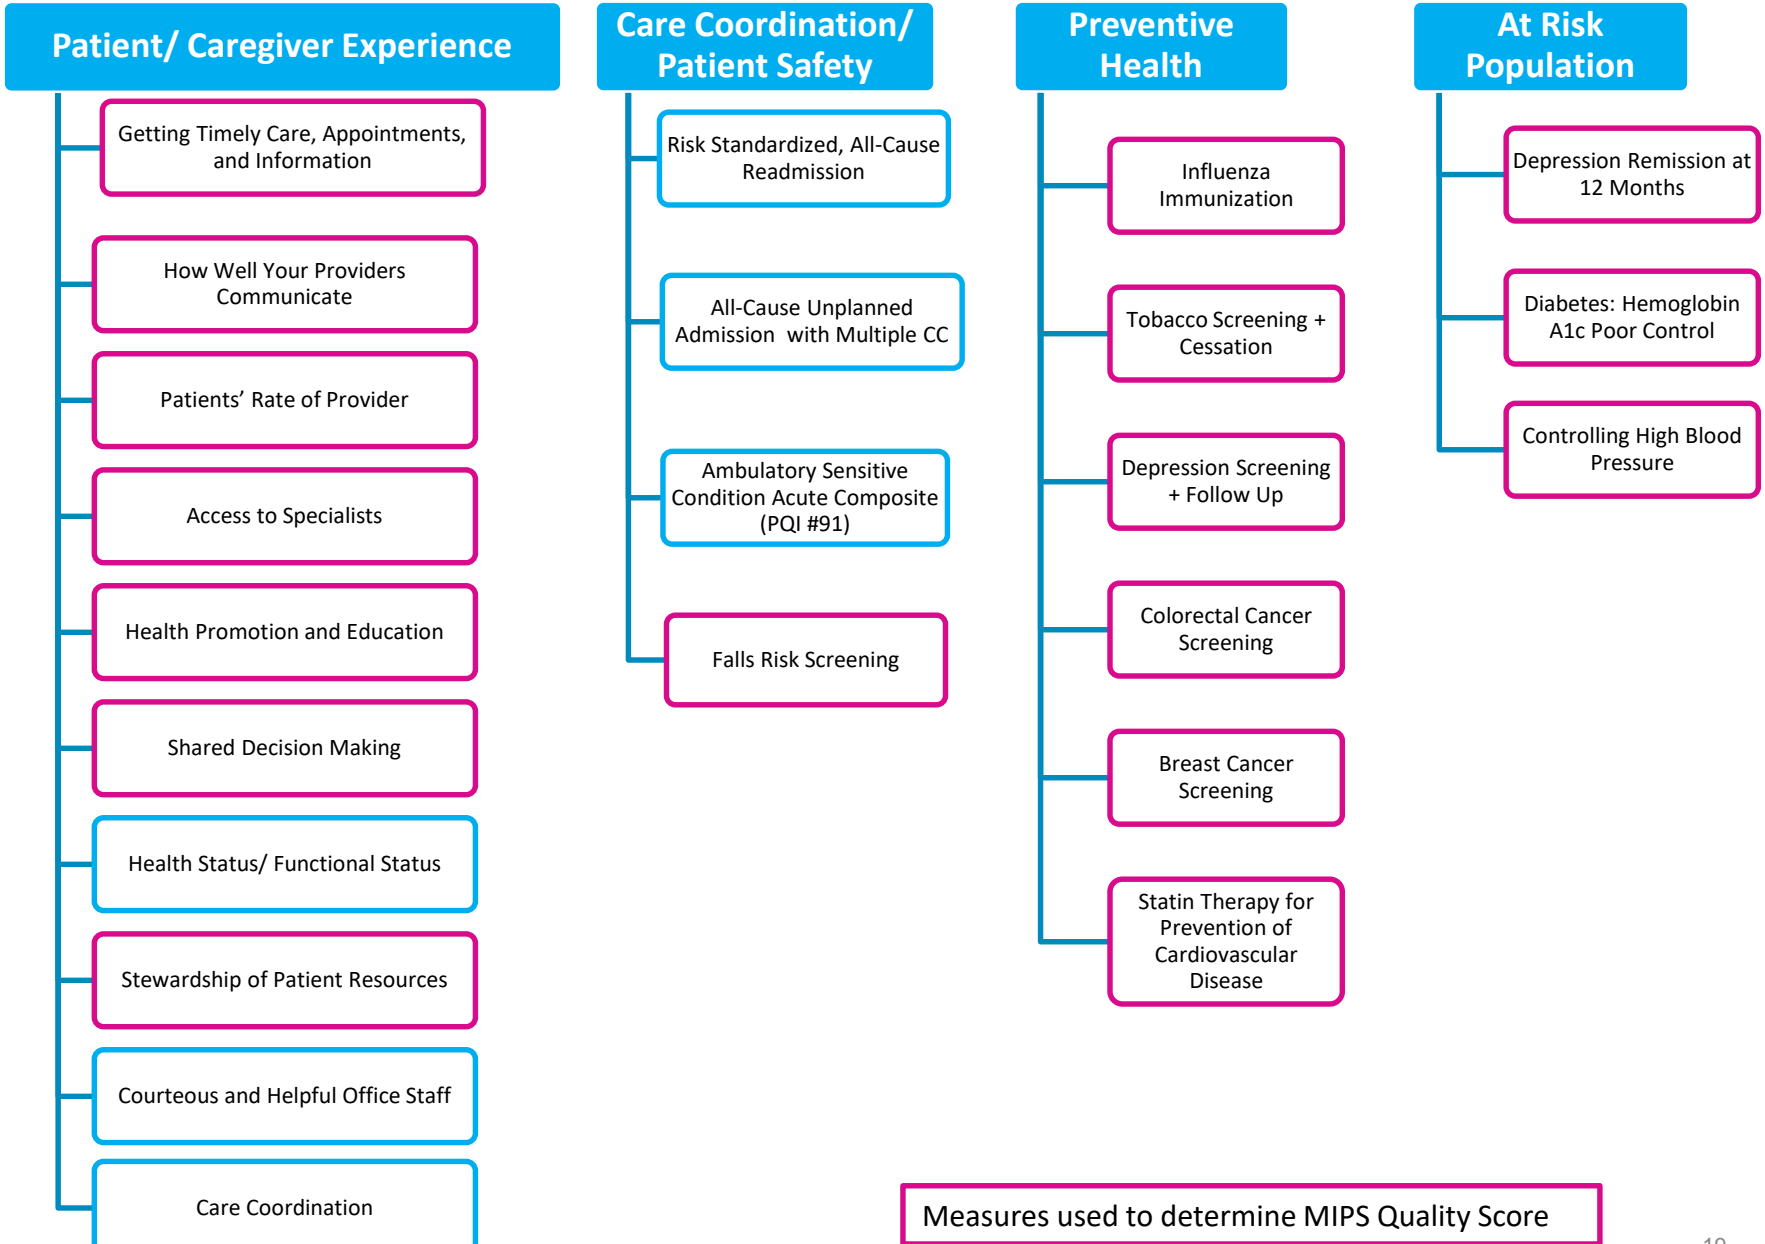 Patient/ Caregiver Experience
Getting Timely Care, Appointments,
and Information
How Well Your Providers
Communicate
Patients’ Rate of Provider
Access to Specialists
Health Promotion and Education
Shared Decision Making
Health Status/ Functional Status
Stewardship of Patient Resources
Courteous and Helpful Office Staff
Care Coordination
Care Coordination/
Patient Safety
Risk Standardized, All-Cause
Readmission
All-Cause Unplanned
Admission with Multiple CC
Ambulatory Sensitive
Condition Acute Composite
(PQI #91)
Falls Risk Screening
Preventive
Health
Influenza
Immunization
Tobacco Screening +
Cessation
Depression Screening
+ Follow Up
Colorectal Cancer
Screening
Breast Cancer
Screening
Statin Therapy for
Prevention of
Cardiovascular
Disease
At Risk
Population
Depression Remission at
12 Months
Diabetes: Hemoglobin
A1c Poor Control
Controlling High Blood
Pressure
Measures used to determine MIPS Quality Score